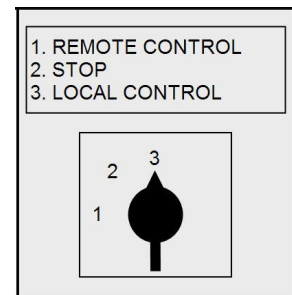 1. REMOTE CONTROL
2. STOP
3. LOCAL CONTROL
3
2
1